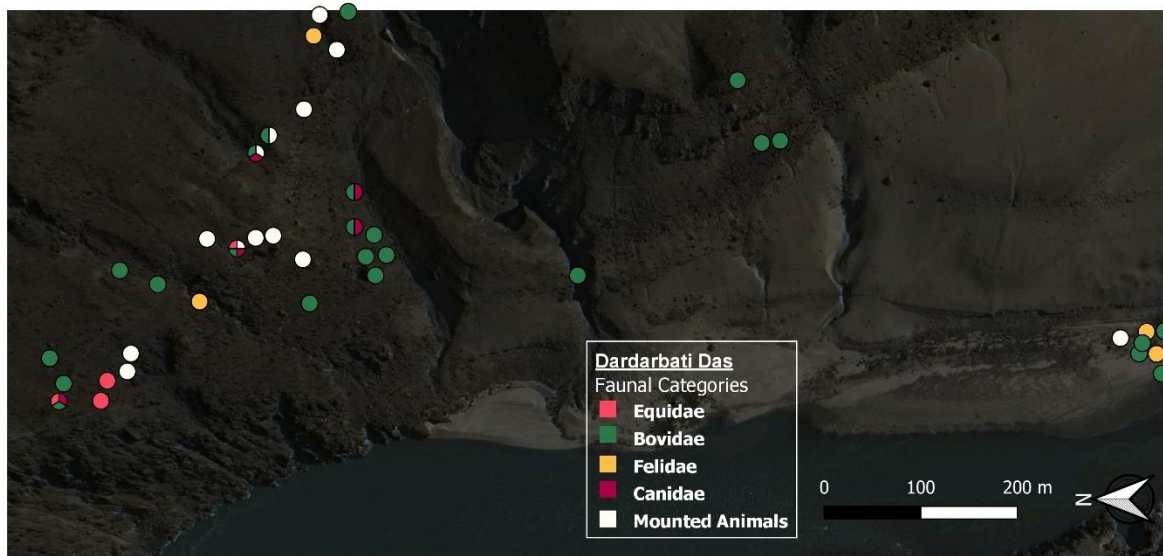 Dardarbati Das
Faunal Categories
Equidae
Bovidae
Felidae
Canidae
Mounted Animals
0 100 200 m
N